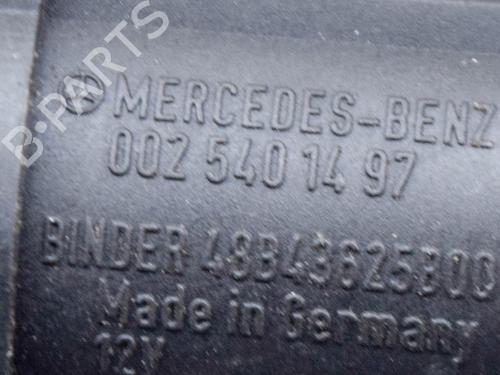 B-PARTS
MERCEDES-BENZ
002 540 14 97
BINDER 48B43625B00
Made in Germany
12V